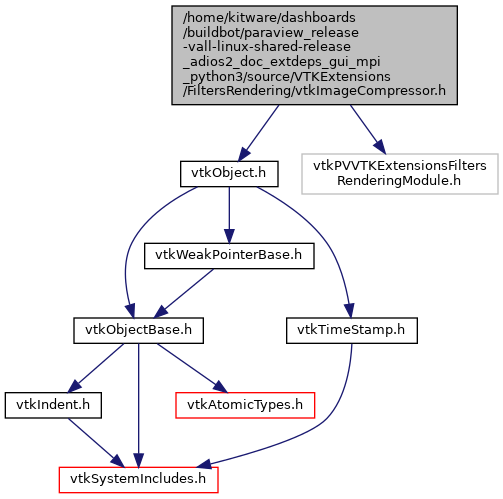 /home/kitware/dashboards
/buildbot/paraview_release
-vall-linux-shared-release
_adios2_doc_extdeps_gui_mpi
_python3/source/VTKExtensions
/FiltersRendering/vtkImageCompressor.h
vtkObject.h
vtkPVVTKExtensionsFilters
RenderingModule.h
vtkWeakPointerBase.h
vtkObjectBase.h
vtkTimeStamp.h
vtkIndent.h
vtkAtomicTypes.h
vtkSystemIncludes.h